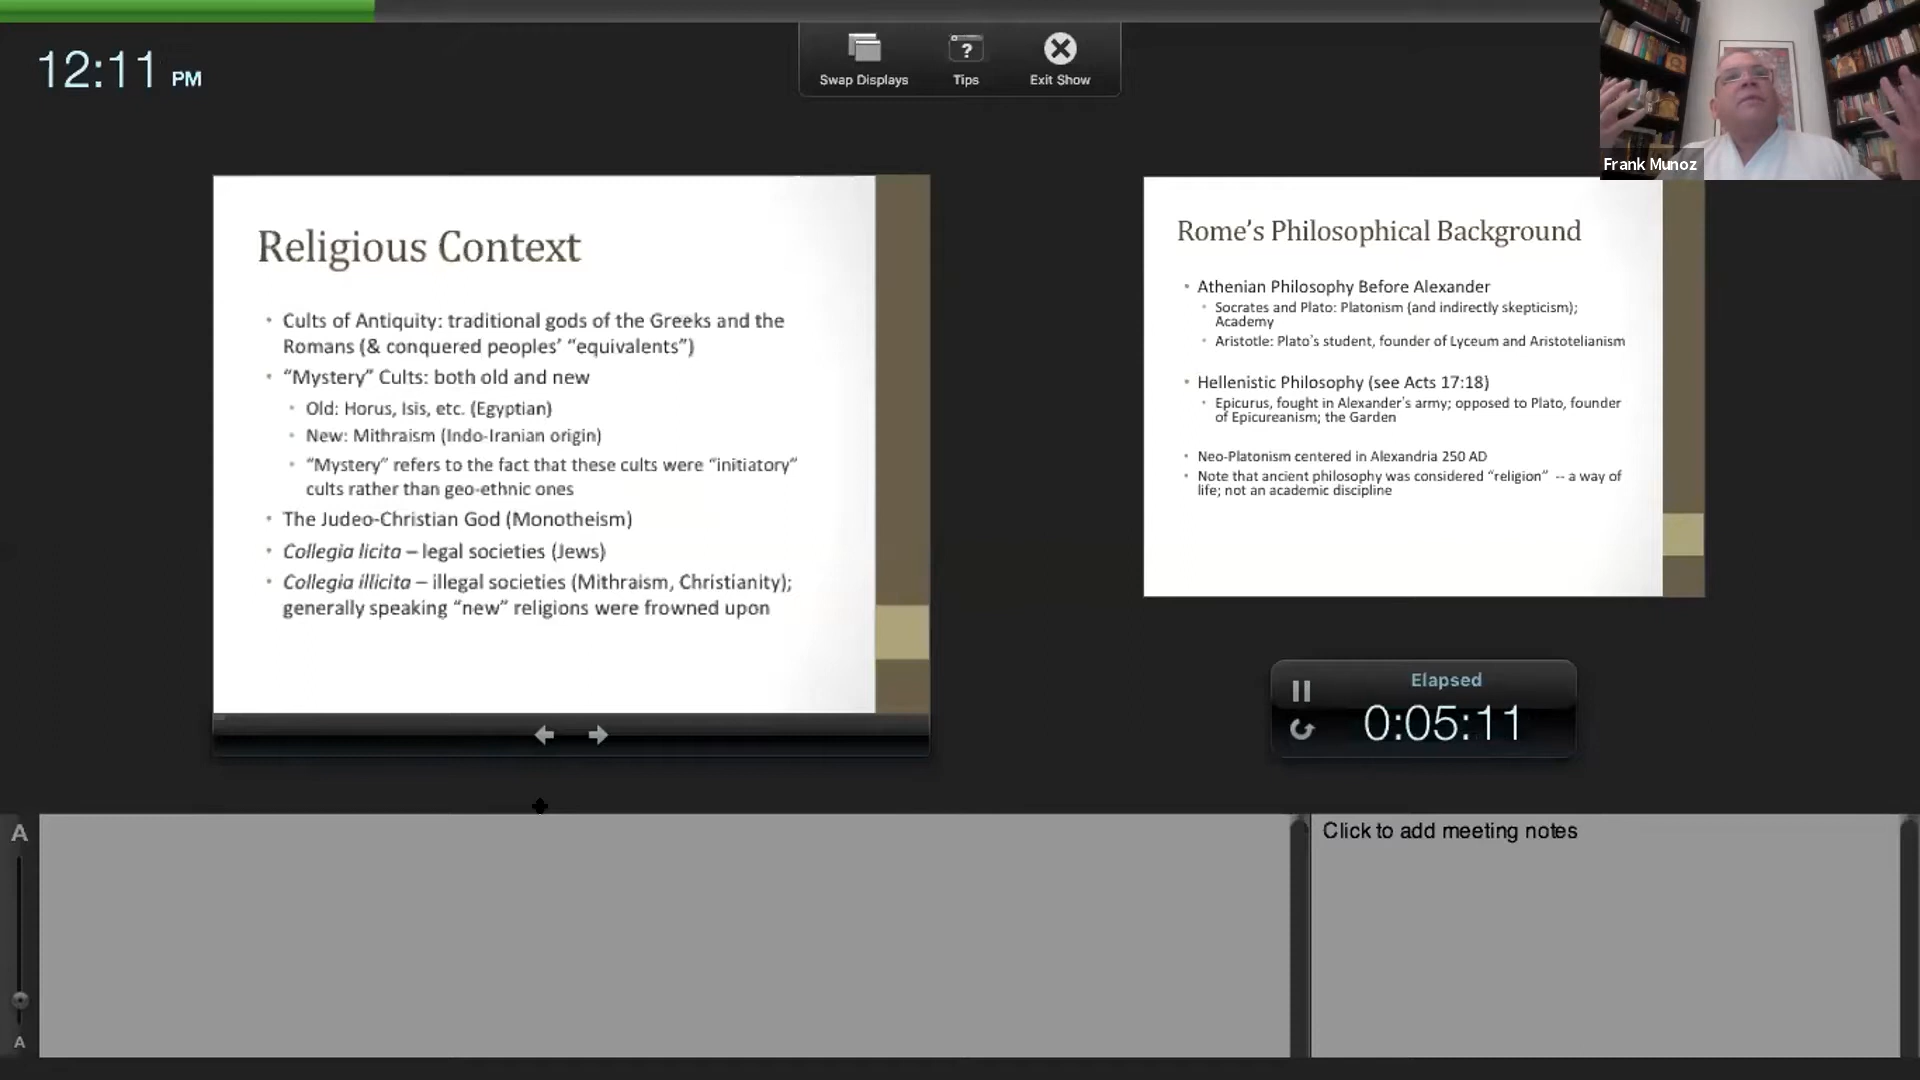 12:11 PM
Swap Displays
Tips
Exit Show
Frank Munoz
Religious Context
• Cults of Antiquity: traditional gods of the Greeks and the
Romans (& conquered peoples’ “equivalents”)
• “Mystery” Cults: both old and new
• Old: Horus, Isis, etc. (Egyptian)
• New: Mithraism (Indo-Iranian origin)
• “Mystery” refers to the fact that these cults were “initiatory”
cults rather than geo-ethnic ones
• The Judeo-Christian God (Monotheism)
• Collegia licita – legal societies (Jews)
• Collegia illicita – illegal societies (Mithraism, Christianity);
generally speaking “new” religions were frowned upon
Rome’s Philosophical Background
• Athenian Philosophy Before Alexander
• Socrates and Plato: Platonism (and indirectly skepticism);
Academy
• Aristotle: Plato’s student, founder of Lyceum and Aristotelianism
• Hellenistic Philosophy (see Acts 17:18)
• Epicurus, fought in Alexander’s army; opposed to Plato, founder
of Epicureanism; the Garden
• Neo-Platonism centered in Alexandria 250 AD
• Note that ancient philosophy was considered “religion” -- a way of
life; not an academic discipline
Elapsed
0:05:11
A
A
Click to add meeting notes